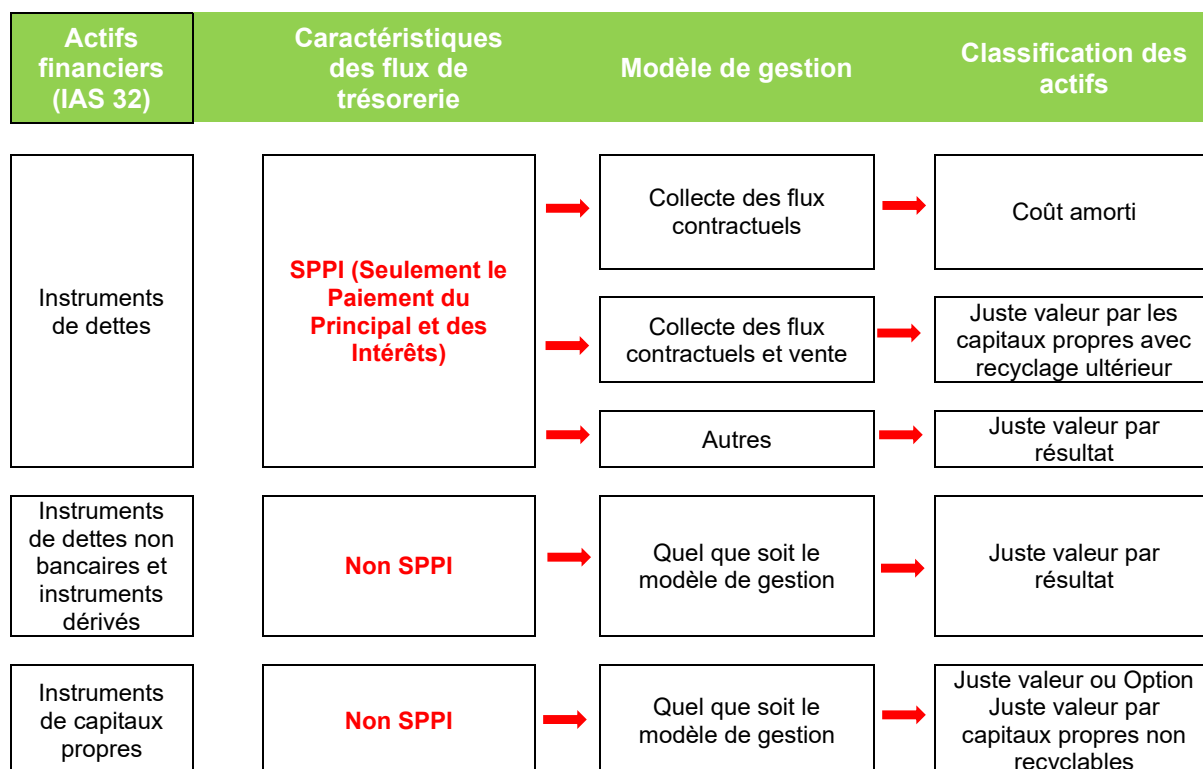 Actifs
financiers
(IAS 32)
Caractéristiques
des flux de
trésorerie
Modèle de gestion
Classification des
actifs
Instruments
de dettes
SPPI (Seulement le
Paiement du
Principal et des
Intérêts)
Collecte des flux
contractuels
Coût amorti
Collecte des flux
contractuels et vente
Juste valeur par les
capitaux propres avec
recyclage ultérieur
Autres
Juste valeur par
résultat
Instruments
de dettes non
bancaires et
instruments
dérivés
Non SPPI
Quel que soit le
modèle de gestion
Juste valeur par
résultat
Instruments
de capitaux
propres
Non SPPI
Quel que soit le
modèle de gestion
Juste valeur ou Option
Juste valeur par
capitaux propres non
recyclables